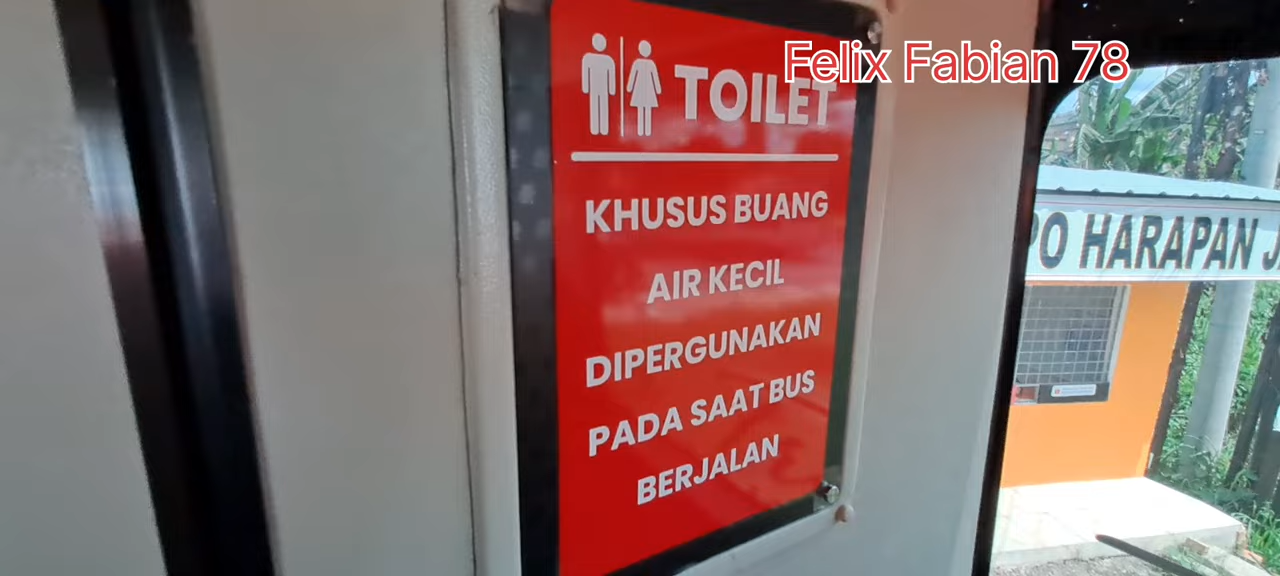 Felix Fabian 78
TOILET
KHUSUS BUANG
AIR KECIL
DIPERGUNAKAN
PADA SAAT BUS
BERJALAN
PO HARAPAN